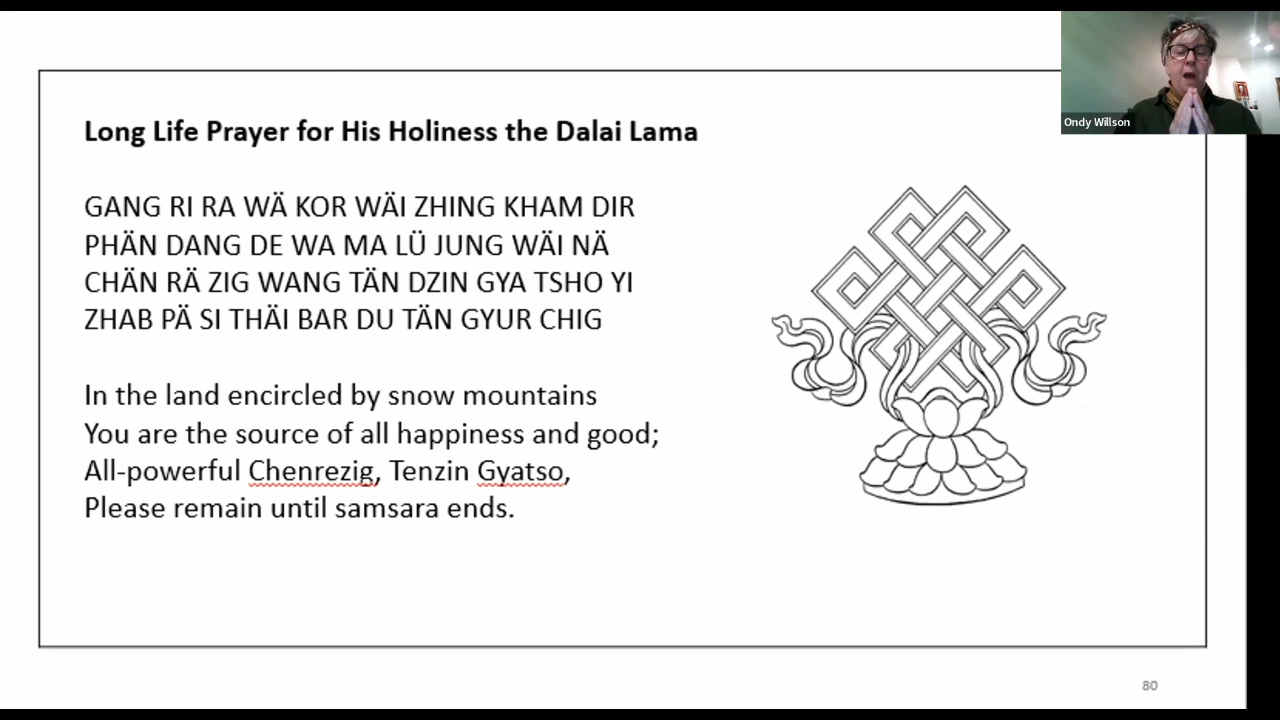 Long Life Prayer for His Holiness the Dalai Lama
GANG RI RA WÄ KOR WÄI ZHING KHAM DIR
PHÄN DANG DE WA MA LÜ JUNG WÄI NÄ
CHÄN RÄ ZIG WANG TÄN DZIN GYA TSHO YI
ZHAB PÄ SI THÄI BAR DU TÄN GYUR CHIG
In the land encircled by snow mountains
You are the source of all happiness and good;
All-powerful Chenrezig, Tenzin Gyatso,
Please remain until samsara ends.
Ondy Willson
80